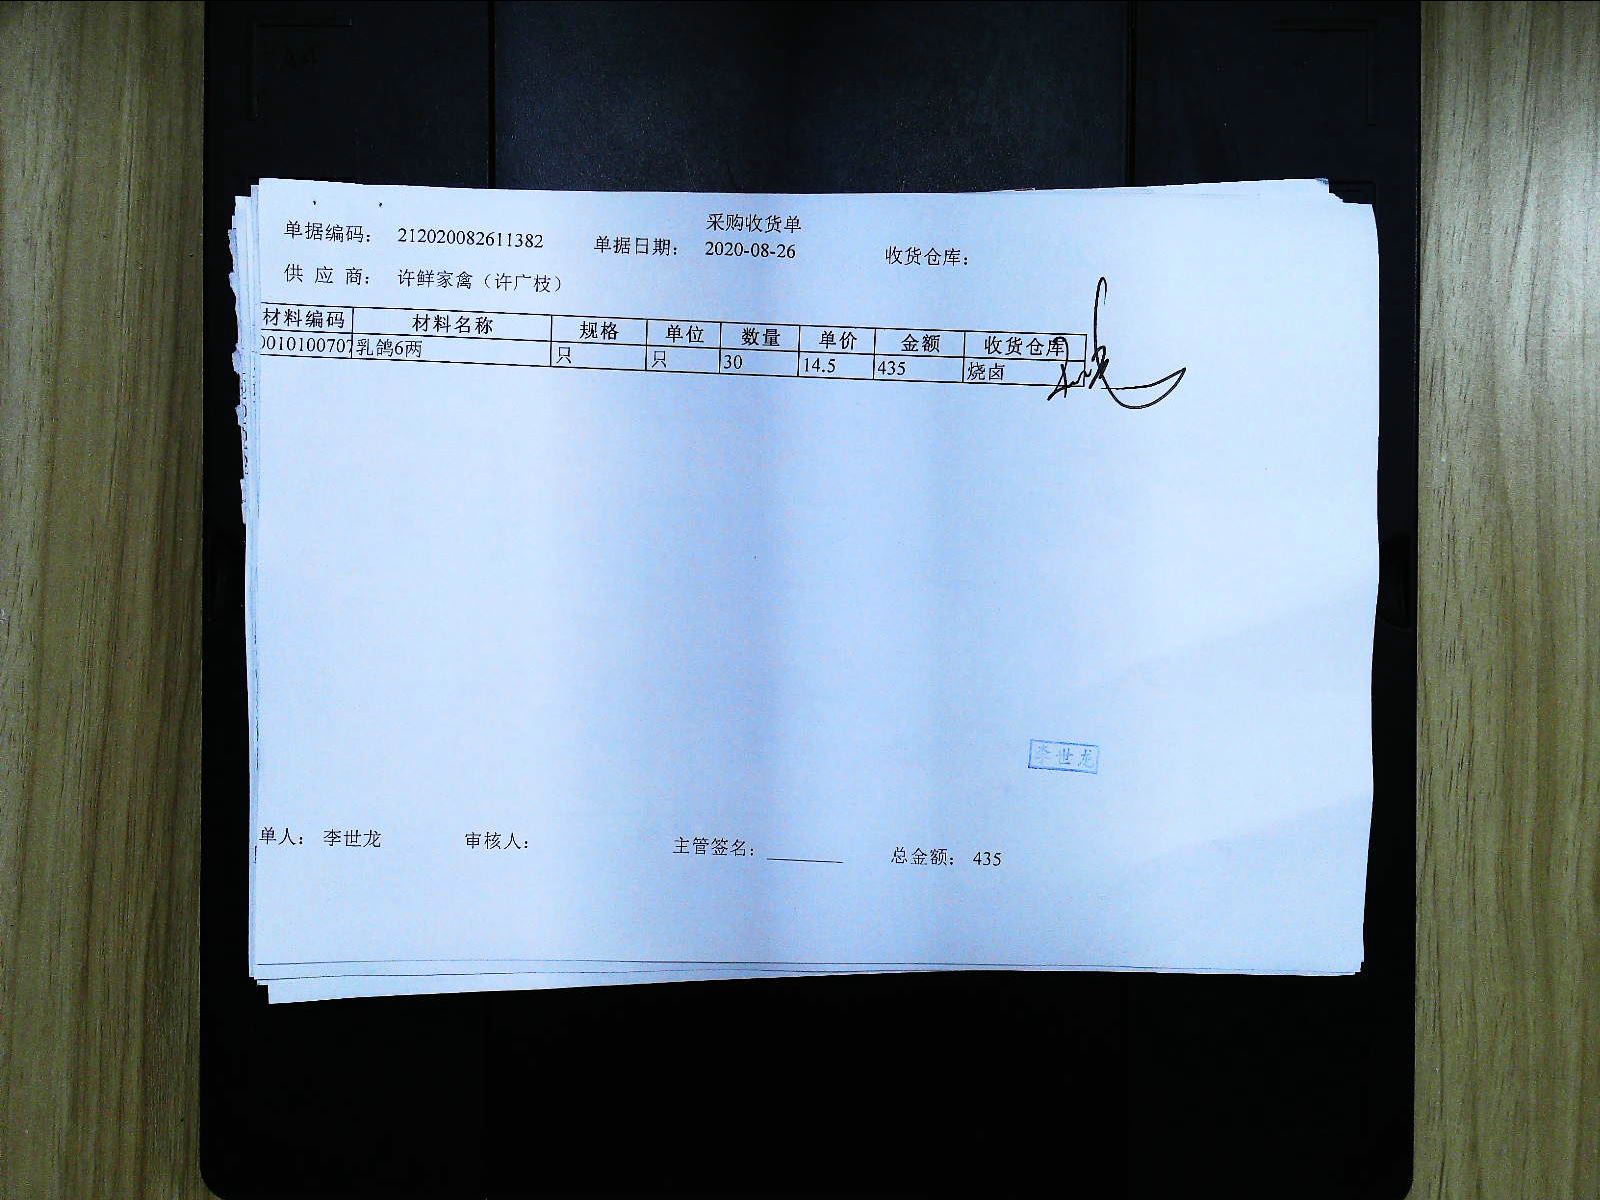 采购收货单
单据编码： 212020082611382 单据日期： 2020-08-26 收货仓库：
供 应 商： 许鲜家禽（许广枝）
材料编码 材料名称 规格 单位 数量 单价 金额 收货仓库
0010100707 乳鸽6两 只 只 30 14.5 435 烧卤
李世龙
单人： 李世龙 审核人： 主管签名： 总金额： 435